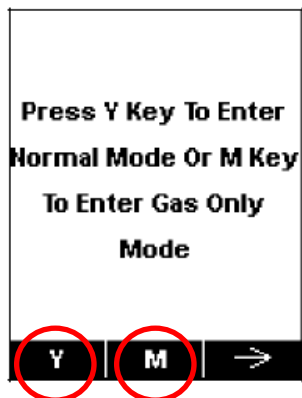 Press Y Key To Enter
Normal Mode Or M Key
To Enter Gas Only
Mode
Y M →